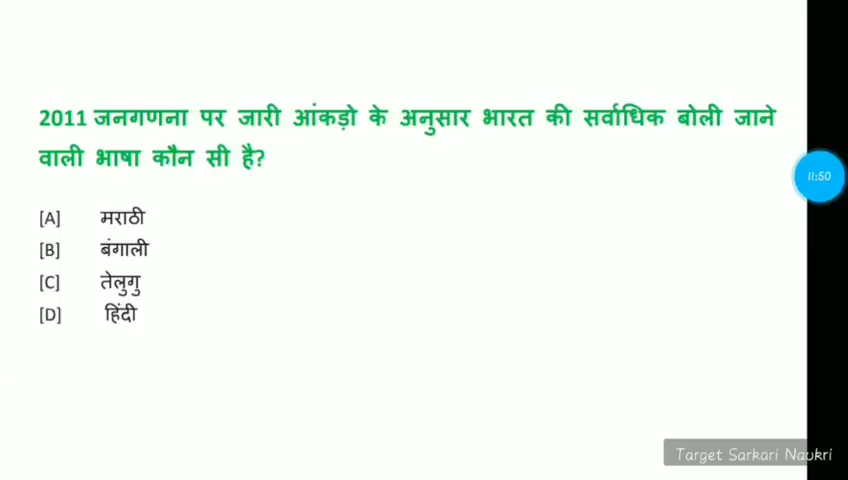 2011 जनगणना पर जारी आंकड़ो के अनुसार भारत की सर्वाधिक बोली जाने
वाली भाषा कौन सी है?
11:50
[A] मराठी
[B] बंगाली
[C] तेलुगु
[D] हिंदी
Target Sarkari Naukri